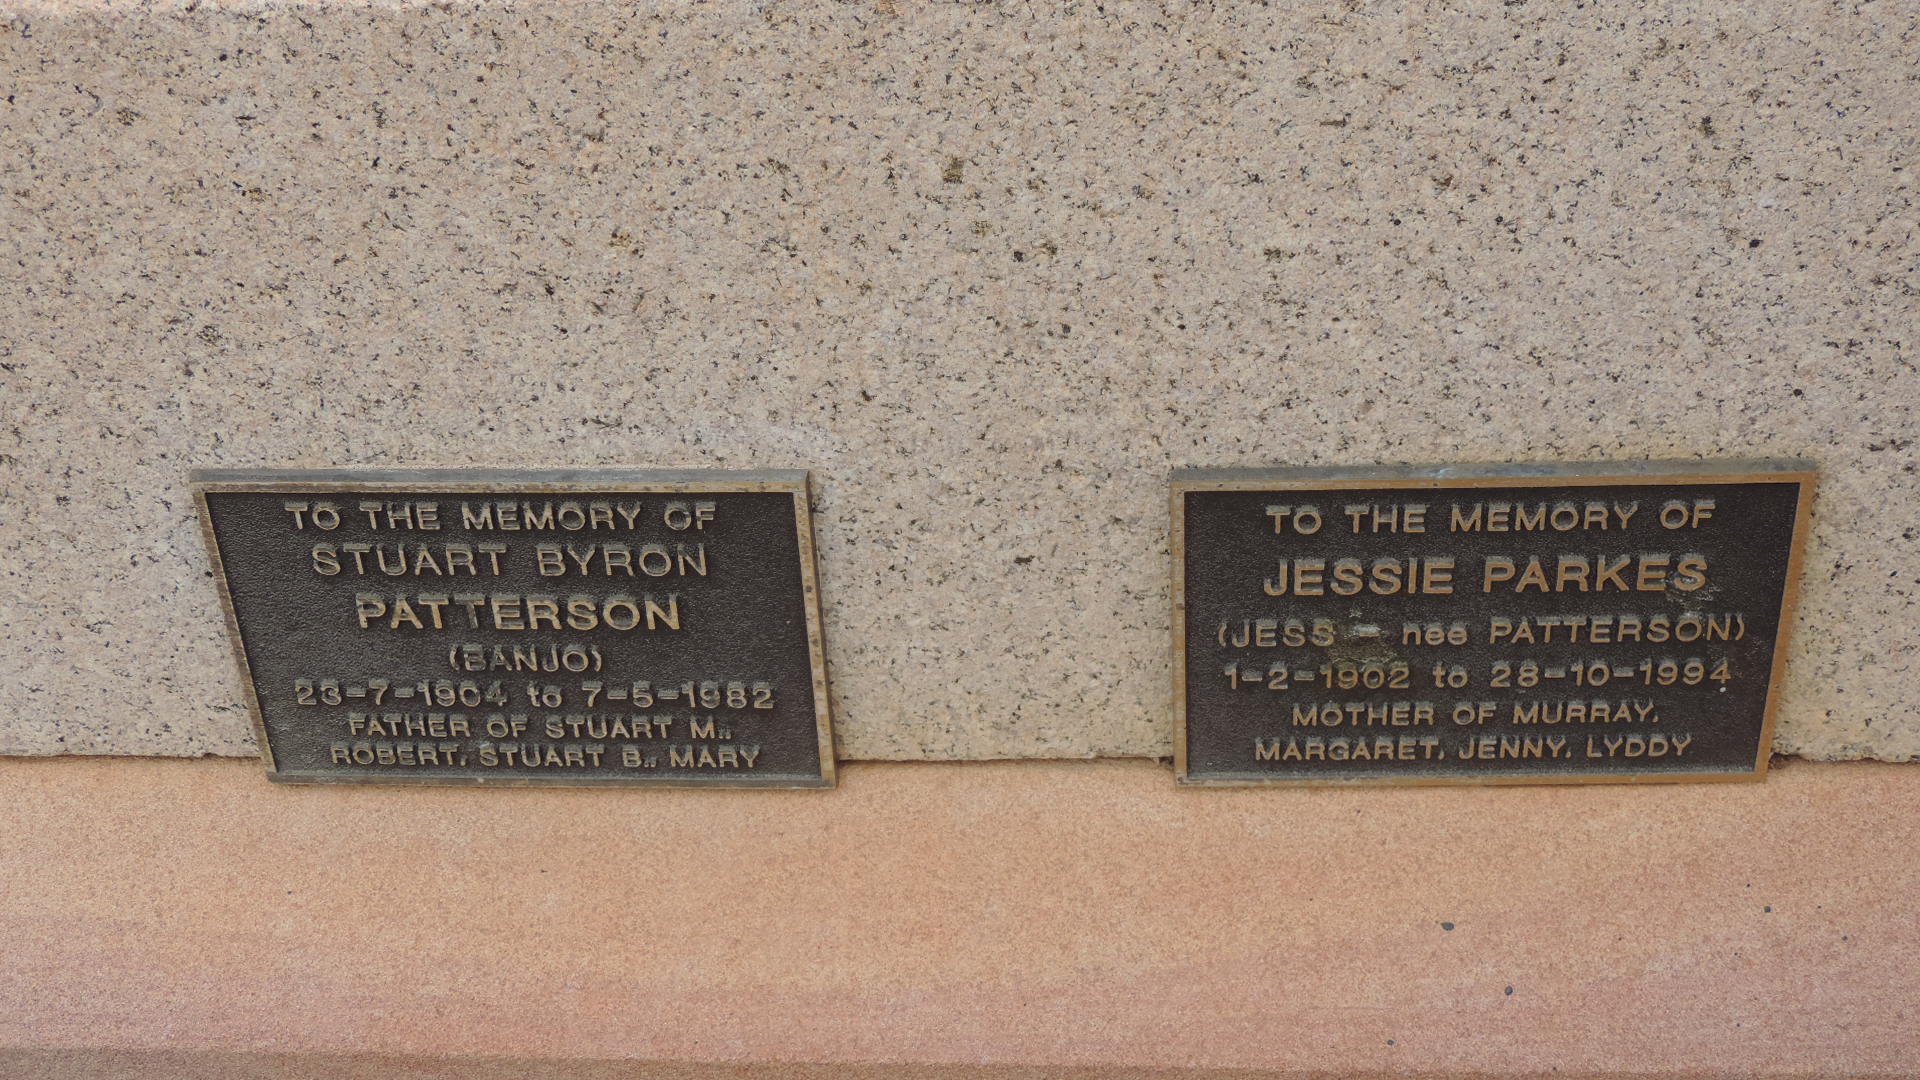 TO THE MEMORY OF
STUART BYRON
PATTERSON
(BANJO)
23-7-1904 to 7-5-1982
FATHER OF STUART M.,
ROBERT, STUART B., MARY
TO THE MEMORY OF
JESSIE PARKES
(JESS - nee PATTERSON)
1-2-1902 to 28-10-1994
MOTHER OF MURRAY,
MARGARET, JENNY, LYDDY